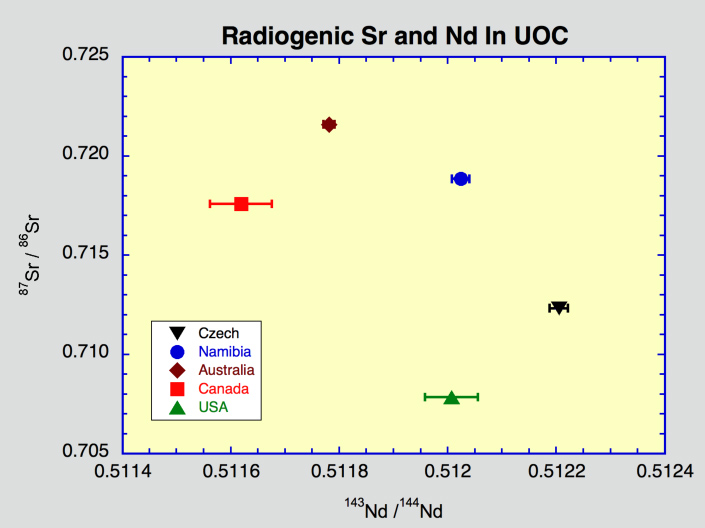 Radiogenic Sr and Nd In UOC
0.725
0.720
0.715
0.710
0.705
87Sr / 86Sr
Czech
Namibia
Australia
Canada
USA
0.5114 0.5116 0.5118 0.512 0.5122 0.5124
143Nd /144Nd